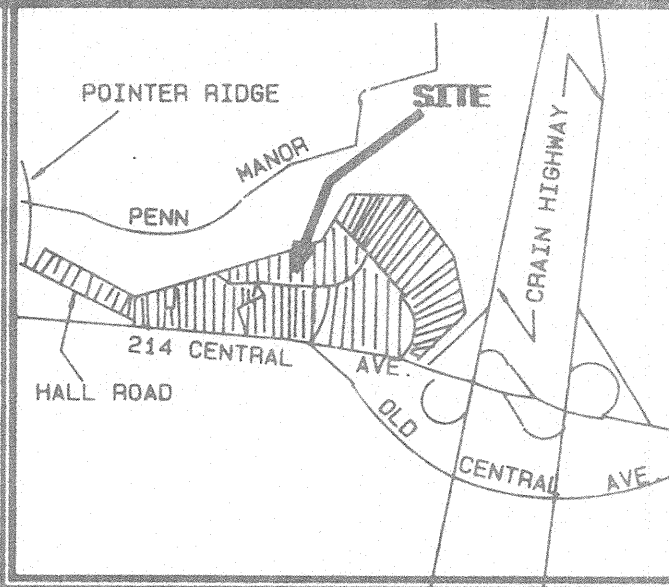 POINTER RIDGE
SITE
MANOR
PENN
CRAIN HIGHWAY
214 CENTRAL
AVE.
HALL ROAD
OLD
CENTRAL
AVE.